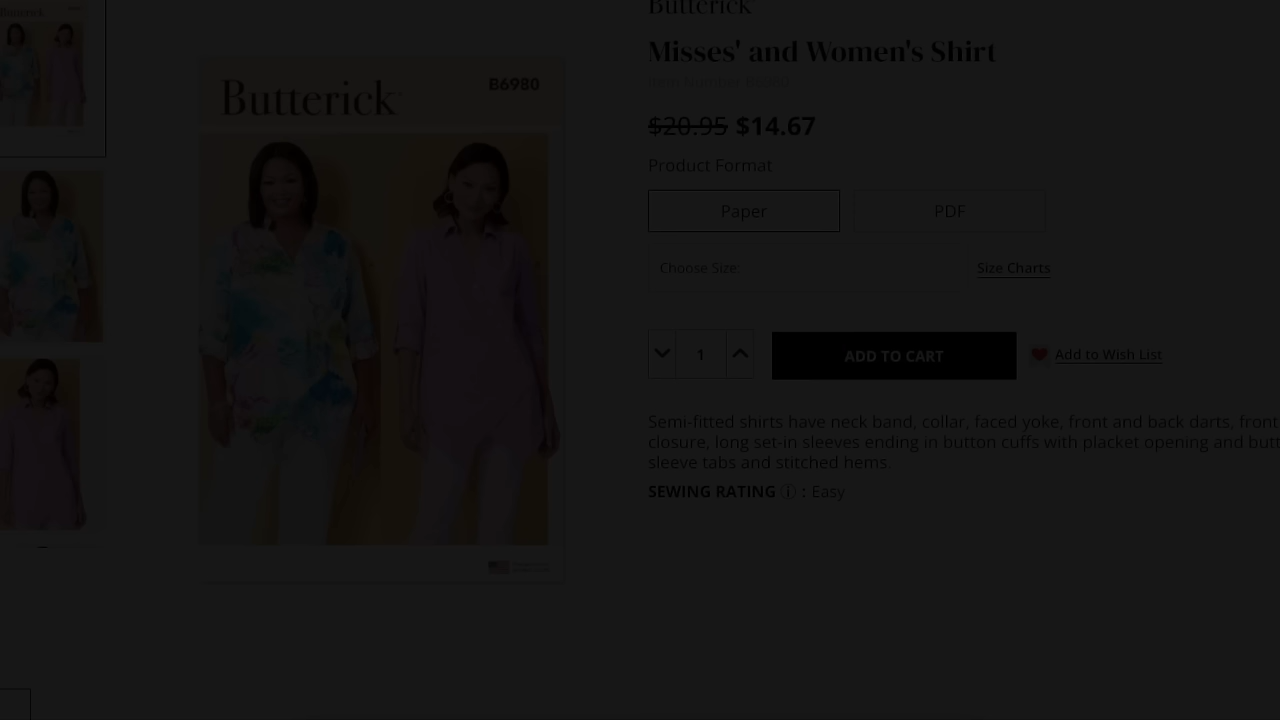 Butterick
Misses' and Women's Shirt
Item Number B6980
$20.95 $14.67
Product Format
Paper
PDF
Choose Size:
Size Charts
1
ADD TO CART
Add to Wish List
Semi-fitted shirts have neck band, collar, faced yoke, front and back darts, front
closure, long set-in sleeves ending in button cuffs with placket opening and butt
sleeve tabs and stitched hems.
SEWING RATING ⓘ : Easy
Butterick
B6980